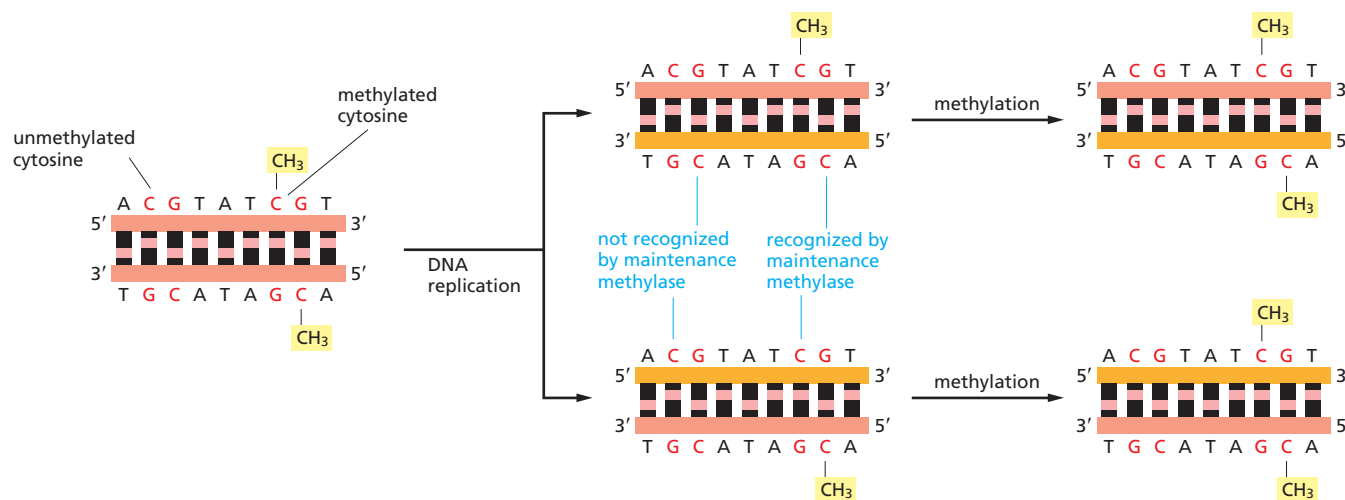 unmethylated
cytosine
methylated
cytosine
CH₃
A C G T A T C G T
5′ 3′
3′ 5′
T G C A T A G C A
CH₃
DNA
replication
CH₃
A C G T A T C G T
5′ 3′
3′ 5′
T G C A T A G C A
not recognized
by maintenance
methylase
recognized by
maintenance
methylase
A C G T A T C G T
5′ 3′
3′ 5′
T G C A T A G C A
CH₃
methylation
CH₃
A C G T A T C G T
5′ 3
3′ 5
T G C A T A G C A
CH₃
methylation
CH₃
A C G T A T C G T
5′ 3
3′ 5
T G C A T A G C A
CH₃